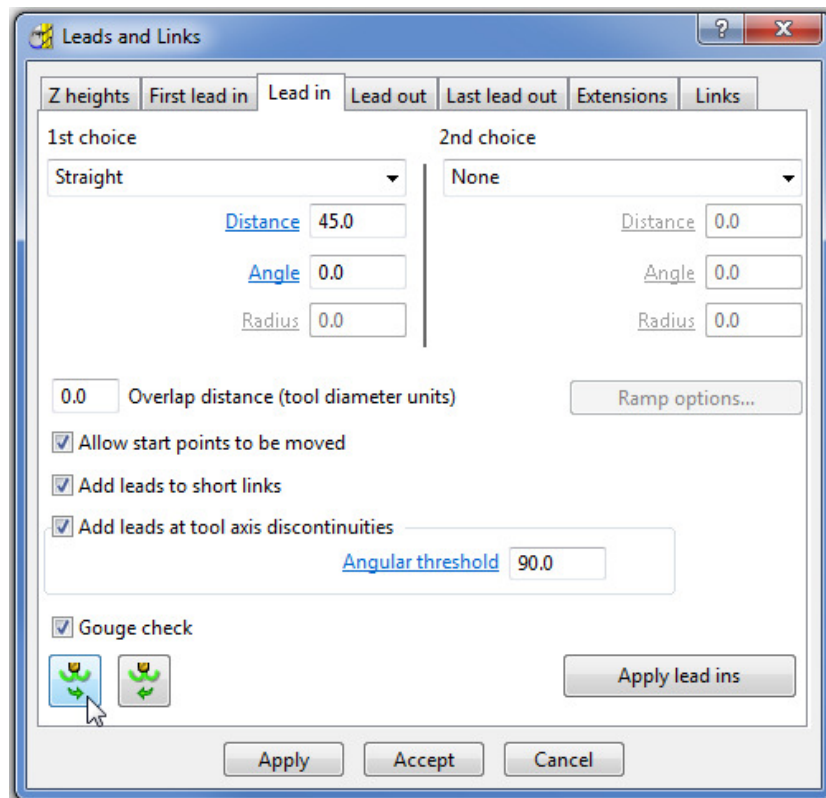 Leads and Links
?
X
Z heights First lead in Lead in Lead out Last lead out Extensions Links
1st choice 2nd choice
Straight None
Distance 45.0 Distance 0.0
Angle 0.0 Angle 0.0
Radius 0.0 Radius 0.0
0.0 Overlap distance (tool diameter units) Ramp options...
Allow start points to be moved
Add leads to short links
Add leads at tool axis discontinuities
Angular threshold 90.0
Gouge check
Apply lead ins
Apply Accept Cancel